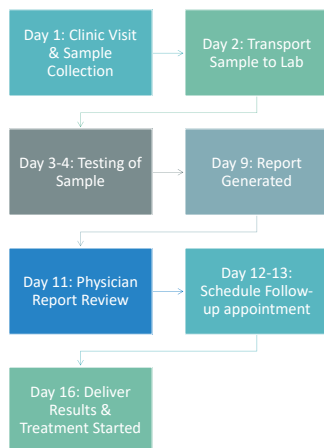 Day 1: Clinic Visit
& Sample
Collection
Day 2: Transport
Sample to Lab
Day 3-4: Testing of
Sample
Day 9: Report
Generated
Day 11: Physician
Report Review
Day 12-13:
Schedule Follow-
up appointment
Day 16: Deliver
Results &
Treatment Started